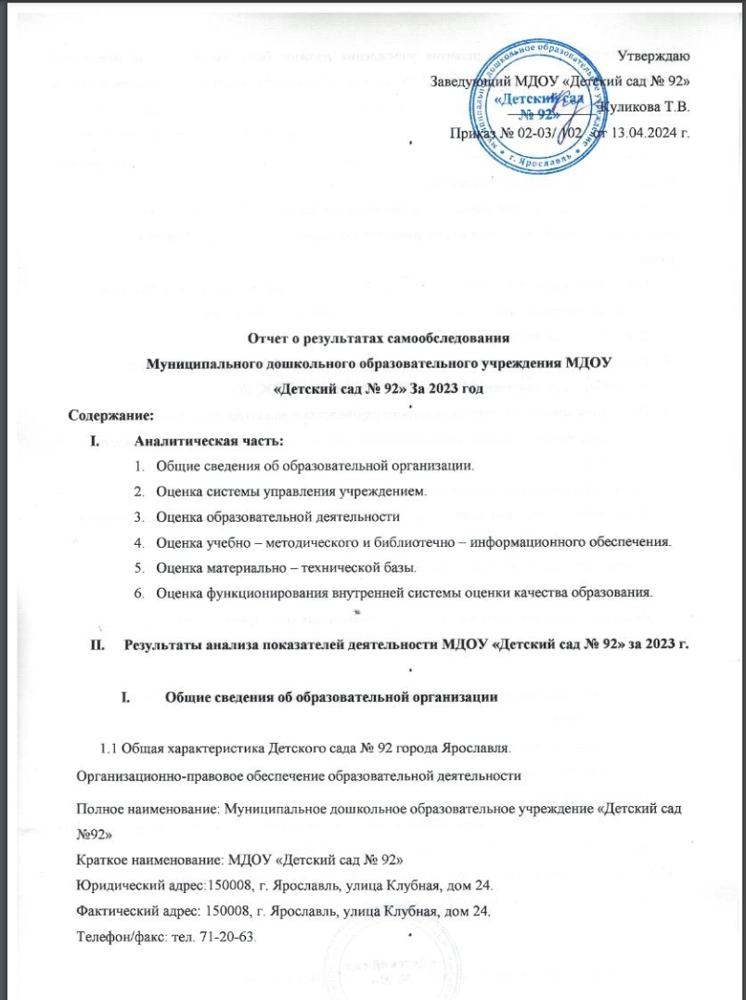 Утверждаю
Заведующий МДОУ «Детский сад № 92»
Куликова Т.В.
Приказ № 02-03/ 102 от 13.04.2024 г.
муниципальное дошкольное образовательное учреждение
г. Ярославль
«Детский сад
№ 92»
Отчет о результатах самообследования
Муниципального дошкольного образовательного учреждения МДОУ
«Детский сад № 92» За 2023 год
Содержание:
I. Аналитическая часть:
1. Общие сведения об образовательной организации.
2. Оценка системы управления учреждением.
3. Оценка образовательной деятельности
4. Оценка учебно – методического и библиотечно – информационного обеспечения.
5. Оценка материально – технической базы.
6. Оценка функционирования внутренней системы оценки качества образования.
II. Результаты анализа показателей деятельности МДОУ «Детский сад № 92» за 2023 г.
I. Общие сведения об образовательной организации
1.1 Общая характеристика Детского сада № 92 города Ярославля.
Организационно-правовое обеспечение образовательной деятельности
Полное наименование: Муниципальное дошкольное образовательное учреждение «Детский сад
№92»
Краткое наименование: МДОУ «Детский сад № 92»
Юридический адрес:150008, г. Ярославль, улица Клубная, дом 24.
Фактический адрес: 150008, г. Ярославль, улица Клубная, дом 24.
Телефон/факс: тел. 71-20-63.